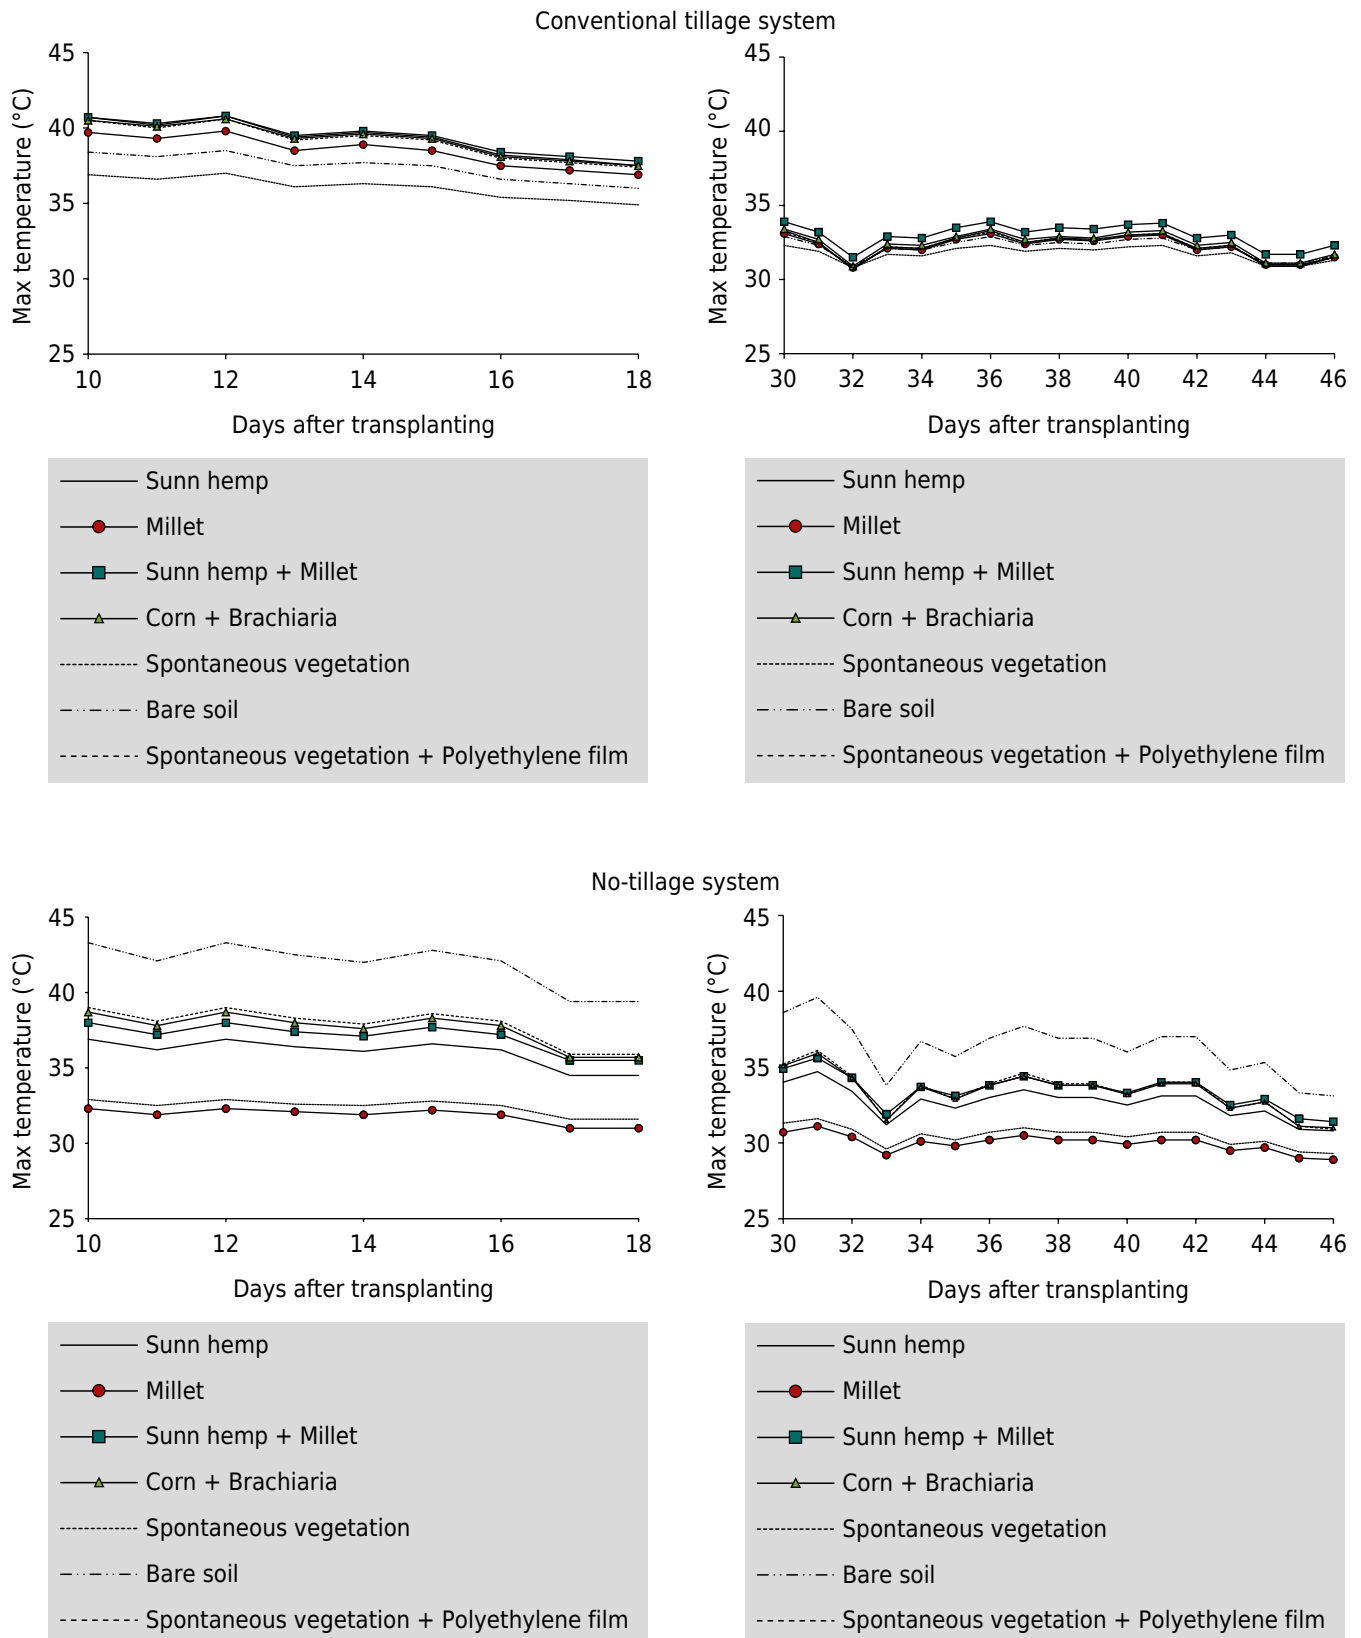 Conventional tillage system
45
40
35
30
25
Max temperature (°C)
10 12 14 16 18
Days after transplanting
45
40
35
30
25
Max temperature (°C)
30 32 34 36 38 40 42 44 46
Days after transplanting
Sunn hemp
Millet
Sunn hemp + Millet
Corn + Brachiaria
Spontaneous vegetation
Bare soil
Spontaneous vegetation + Polyethylene film
Sunn hemp
Millet
Sunn hemp + Millet
Corn + Brachiaria
Spontaneous vegetation
Bare soil
Spontaneous vegetation + Polyethylene film
No-tillage system
45
40
35
30
25
Max temperature (°C)
10 12 14 16 18
Days after transplanting
45
40
35
30
25
Max temperature (°C)
30 32 34 36 38 40 42 44 46
Days after transplanting
Sunn hemp
Millet
Sunn hemp + Millet
Corn + Brachiaria
Spontaneous vegetation
Bare soil
Spontaneous vegetation + Polyethylene film
Sunn hemp
Millet
Sunn hemp + Millet
Corn + Brachiaria
Spontaneous vegetation
Bare soil
Spontaneous vegetation + Polyethylene film